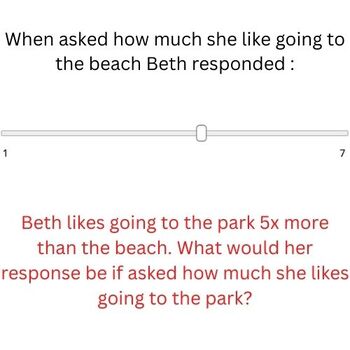 When asked how much she like going to
the beach Beth responded :
1
7
Beth likes going to the park 5x more
than the beach. What would her
response be if asked how much she likes
going to the park?